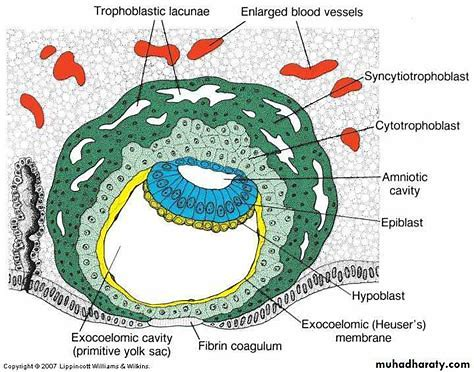 Trophoblastic lacunae
Enlarged blood vessels
Syncytiotrophoblast
Cytotrophoblast
Amniotic
cavity
Epiblast
Hypoblast
Exocoelomic (Heuser's)
membrane
Exocoelomic cavity
(primitive yolk sac)
Fibrin coagulum
Copyright © 2007 Lippincott Williams & Wilkins.
muhadharaty.com